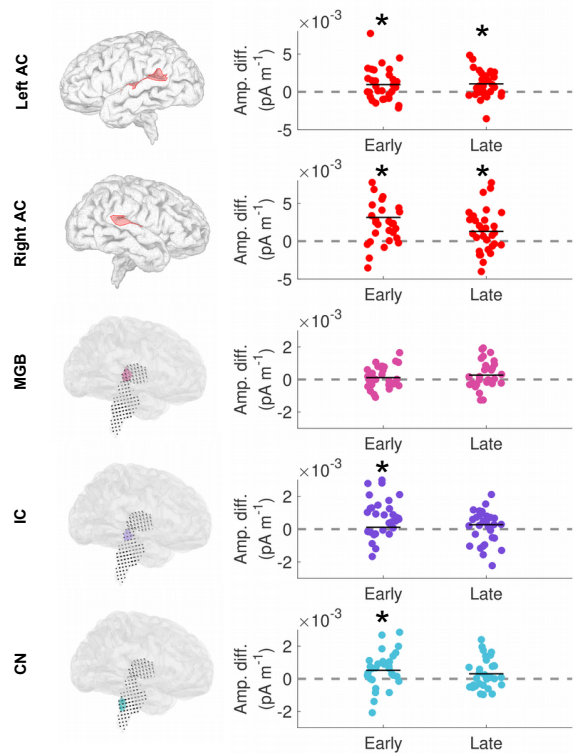 Left AC
Amp. diff.
(pA m⁻¹)
×10⁻³
5
0
-5
*
*
Early
Late
Right AC
Amp. diff.
(pA m⁻¹)
×10⁻³
5
0
-5
*
*
Early
Late
MGB
Amp. diff.
(pA m⁻¹)
×10⁻³
2
0
-2
Early
Late
IC
Amp. diff.
(pA m⁻¹)
×10⁻³
2
0
-2
*
Early
Late
CN
Amp. diff.
(pA m⁻¹)
×10⁻³
2
0
-2
*
Early
Late